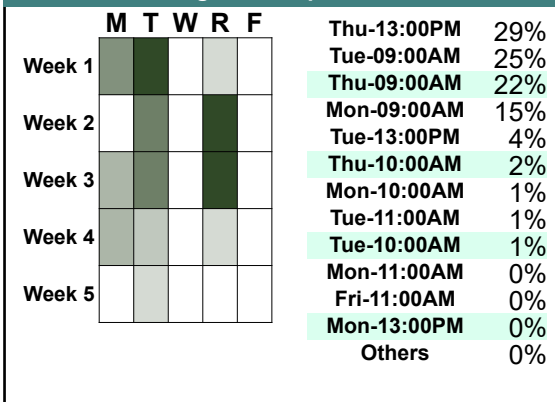 M T W R F
Week 1
Week 2
Week 3
Week 4
Week 5
Thu-13:00PM 29%
Tue-09:00AM 25%
Thu-09:00AM 22%
Mon-09:00AM 15%
Tue-13:00PM 4%
Thu-10:00AM 2%
Mon-10:00AM 1%
Tue-11:00AM 1%
Tue-10:00AM 1%
Mon-11:00AM 0%
Fri-11:00AM 0%
Mon-13:00PM 0%
Others 0%